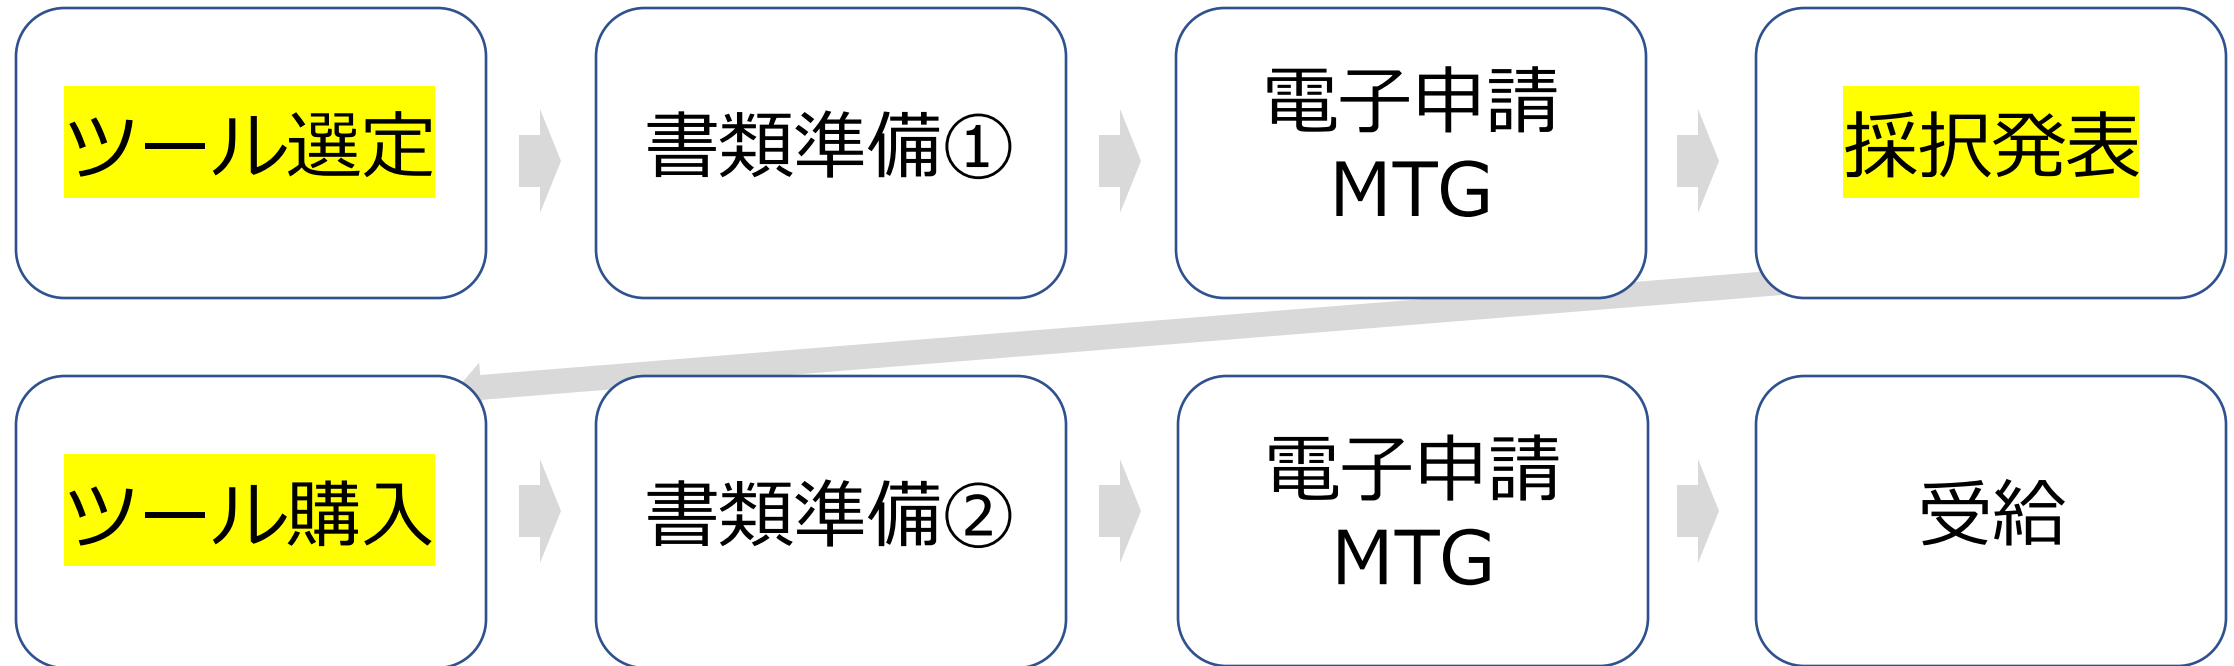 ツール選定
書類準備①
電子申請
MTG
採択発表
ツール購入
書類準備②
電子申請
MTG
受給